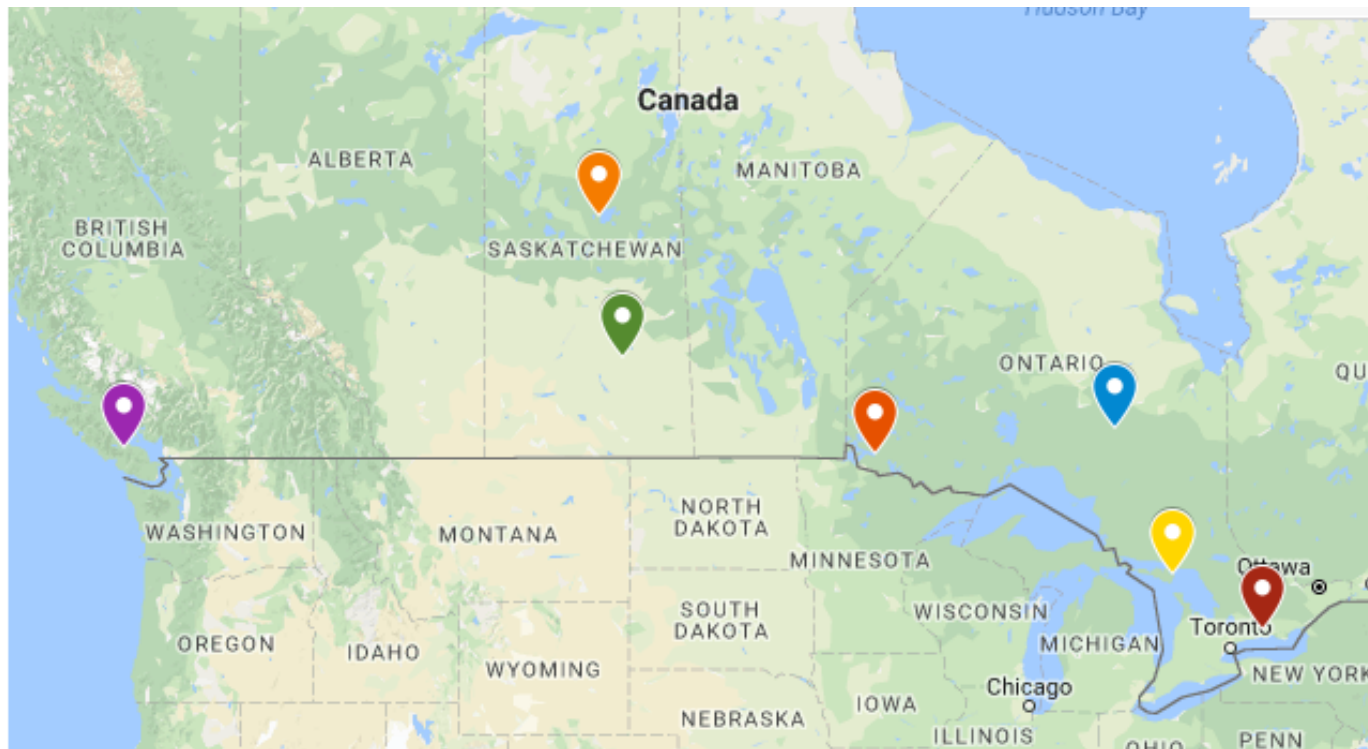 Hudson Bay
Canada
ALBERTA
MANITOBA
BRITISH
COLUMBIA
SASKATCHEWAN
ONTARIO
QU
WASHINGTON
MONTANA
NORTH
DAKOTA
MINNESOTA
Ottawa
OREGON
IDAHO
SOUTH
DAKOTA
WISCONSIN
MICHIGAN
Toronto
WYOMING
NEW YORK
Chicago
IOWA
NEBRASKA
ILLINOIS
OHIO
PENN